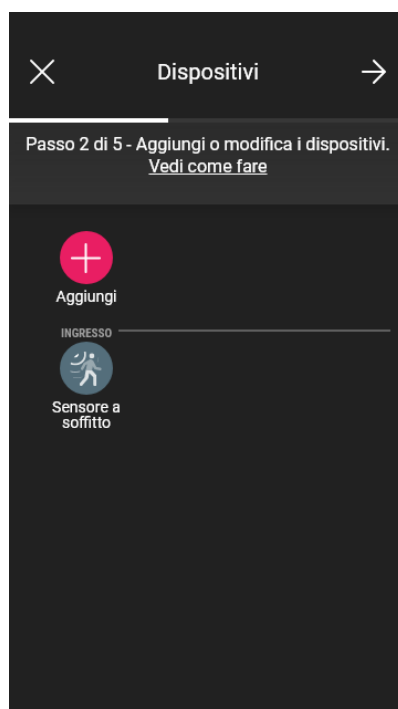 Dispositivi
Passo 2 di 5 - Aggiungi o modifica i dispositivi.
Vedi come fare
Aggiungi
INGRESSO
Sensore a
soffitto